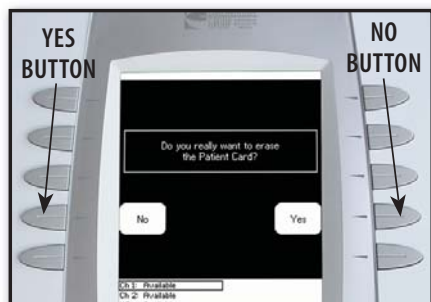 YES
BUTTON
NO
BUTTON
Do you really want to erase
the Patient Card?
No
Yes
Ch 1: Available
Ch 2: Available